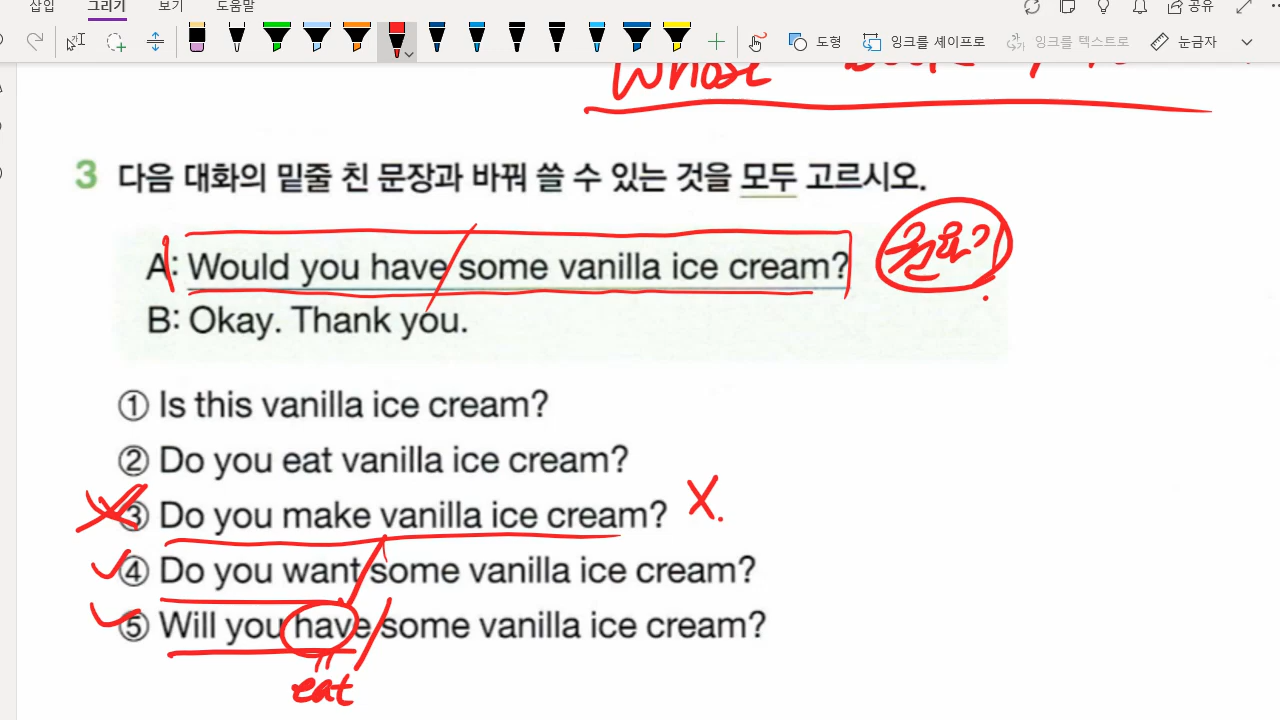 삽입 그리기 보기 도움말
공유
도형 잉크를 셰이프로 잉크를 텍스트로 눈금자
Whose
3 다음 대화의 밑줄 친 문장과 바꿔 쓸 수 있는 것을 모두 고르시오.
A: Would you have some vanilla ice cream?
B: Okay. Thank you.
① Is this vanilla ice cream?
② Do you eat vanilla ice cream?
③ Do you make vanilla ice cream? X.
④ Do you want some vanilla ice cream?
⑤ Will you have some vanilla ice cream?
eat